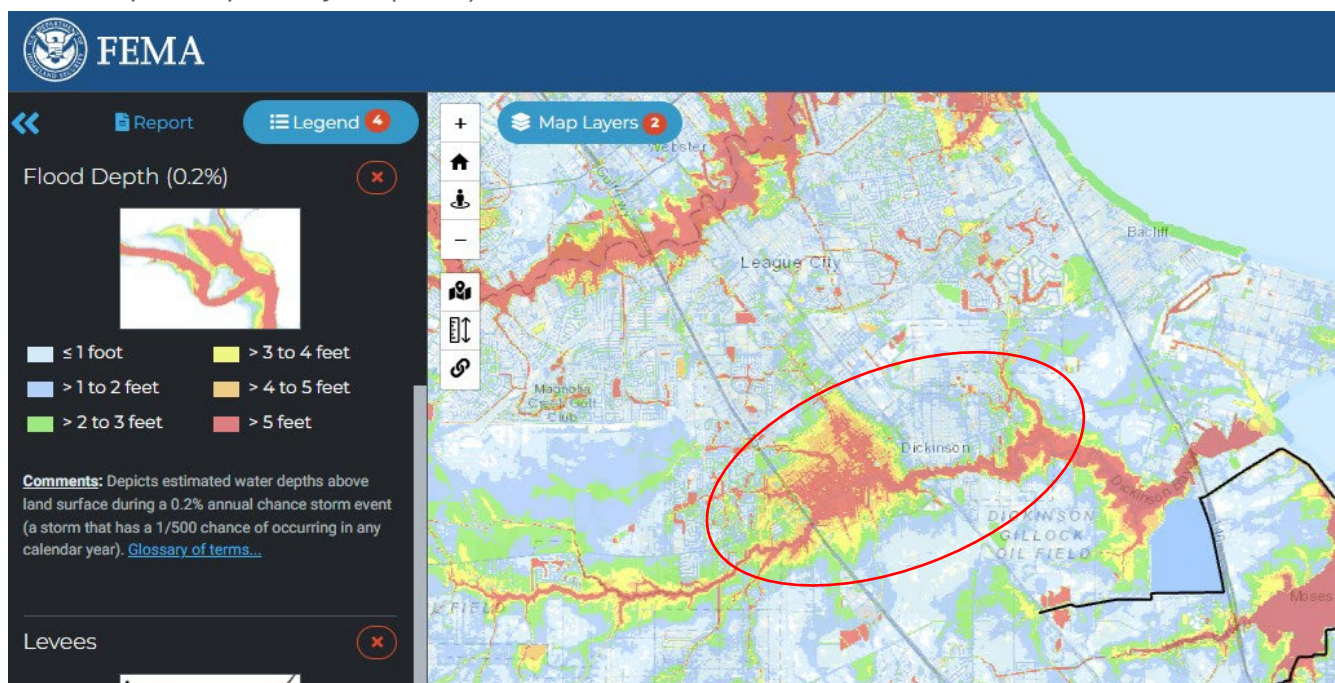 FEMA
Report
Legend 4
Map Layers 2
Flood Depth (0.2%)
≤ 1 foot
> 1 to 2 feet
> 2 to 3 feet
> 3 to 4 feet
> 4 to 5 feet
> 5 feet
Comments: Depicts estimated water depths above
land surface during a 0.2% annual chance storm event
(a storm that has a 1/500 chance of occurring in any
calendar year). Glossary of terms...
Levees
Webster
Gulf Fwy
League City
Bacliff
Magnolia
Creek Golf
Club
Dickinson
Dickinson Bayou
DICKINSON
GILLOCK
OIL FIELD
FIELD
Moses